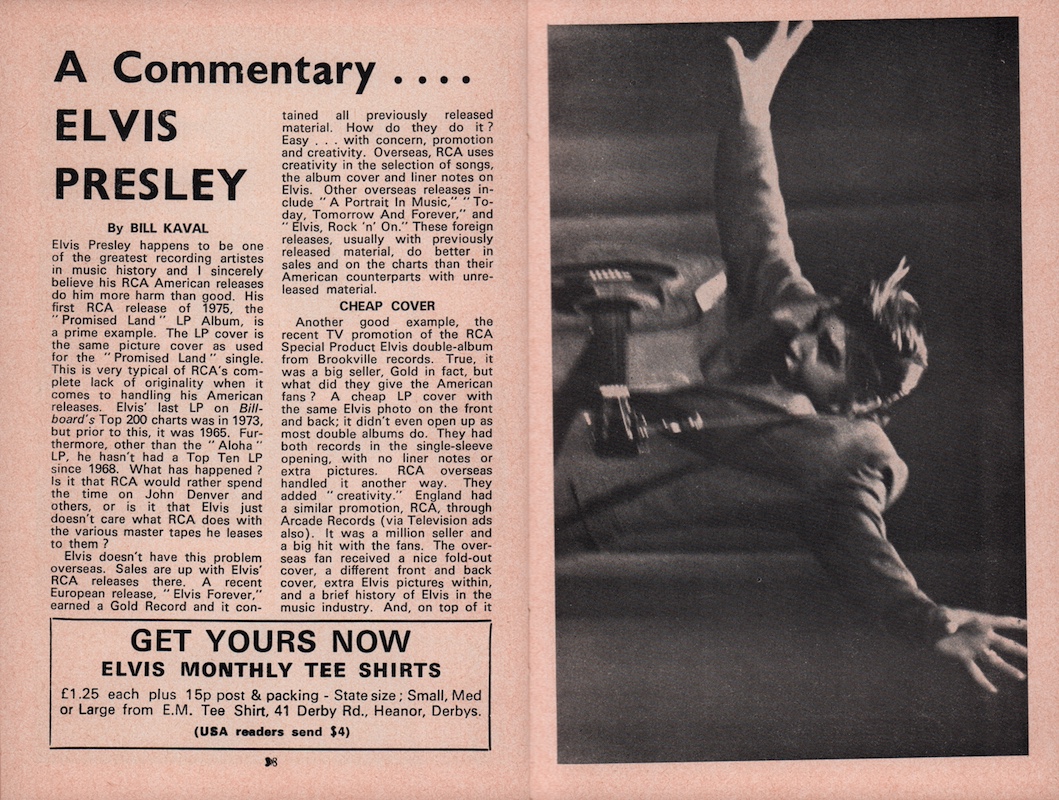 A Commentary ....
ELVIS
PRESLEY
By BILL KAVAL
Elvis Presley happens to be one
of the greatest recording artistes
in music history and I sincerely
believe his RCA American releases
do him more harm than good. His
first RCA release of 1975, the
"Promised Land" LP Album, is
a prime example. The LP cover is
the same picture cover as used
for the "Promised Land" single.
This is very typical of RCA's com-
plete lack of originality when it
comes to handling his American
releases. Elvis' last LP on Bill-
board's Top 200 charts was in 1973,
but prior to this, it was 1965. Fur-
thermore, other than the "Aloha"
LP, he hasn't had a Top Ten LP
since 1968. What has happened?
Is it that RCA would rather spend
the time on John Denver and
others, or is it that Elvis just
doesn't care what RCA does with
the various master tapes he leases
to them?
Elvis doesn't have this problem
overseas. Sales are up with Elvis'
RCA releases there. A recent
European release, "Elvis Forever,"
earned a Gold Record and it con-
tained all previously released
material. How do they do it?
Easy . . . with concern, promotion
and creativity. Overseas, RCA uses
creativity in the selection of songs,
the album cover and liner notes on
Elvis. Other overseas releases in-
clude "A Portrait In Music," "To-
day, Tomorrow And Forever," and
"Elvis, Rock 'n' On." These foreign
releases, usually with previously
released material, do better in
sales and on the charts than their
American counterparts with unre-
leased material.
CHEAP COVER
Another good example, the
recent TV promotion of the RCA
Special Product Elvis double-album
from Brookville records. True, it
was a big seller, Gold in fact, but
what did they give the American
fans? A cheap LP cover with
the same Elvis photo on the front
and back; it didn't even open up as
most double albums do. They had
both records in the single-sleeve
opening, with no liner notes or
extra pictures. RCA overseas
handled it another way. They
added "creativity." England had
a similar promotion, RCA, through
Arcade Records (via Television ads
also). It was a million seller and
a big hit with the fans. The over-
seas fan received a nice fold-out
cover, a different front and back
cover, extra Elvis pictures within,
and a brief history of Elvis in the
music industry. And, on top of it
GET YOURS NOW
ELVIS MONTHLY TEE SHIRTS
£1.25 each plus 15p post & packing - State size; Small, Med
or Large from E.M. Tee Shirt, 41 Derby Rd., Heanor, Derbys.
(USA readers send $4)